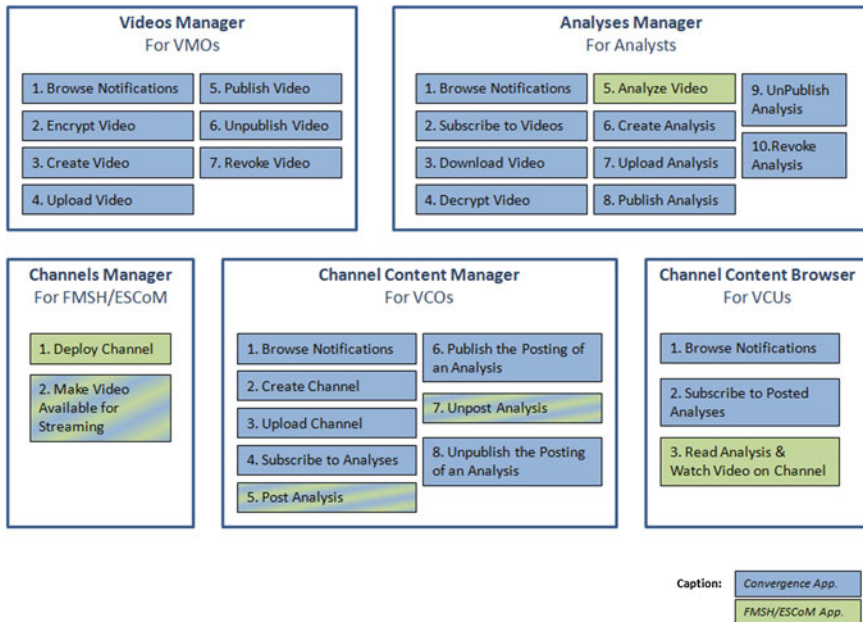 Videos Manager
For VMOs
1. Browse Notifications
2. Encrypt Video
3. Create Video
4. Upload Video
5. Publish Video
6. Unpublish Video
7. Revoke Video
Analyses Manager
For Analysts
1. Browse Notifications
2. Subscribe to Videos
3. Download Video
4. Decrypt Video
5. Analyze Video
6. Create Analysis
7. Upload Analysis
8. Publish Analysis
9. UnPublish
Analysis
10.Revoke
Analysis
Channels Manager
For FMSH/ESCoM
1. Deploy Channel
2. Make Video
Available for
Streaming
Channel Content Manager
For VCOs
1. Browse Notifications
2. Create Channel
3. Upload Channel
4. Subscribe to Analyses
5. Post Analysis
6. Publish the Posting of
an Analysis
7. Unpost Analysis
8. Unpublish the Posting
of an Analysis
Channel Content Browser
For VCUs
1. Browse Notifications
2. Subscribe to Posted
Analyses
3. Read Analysis &
Watch Video on Channel
Caption:
Convergence App.
FMSH/ESCoM App.